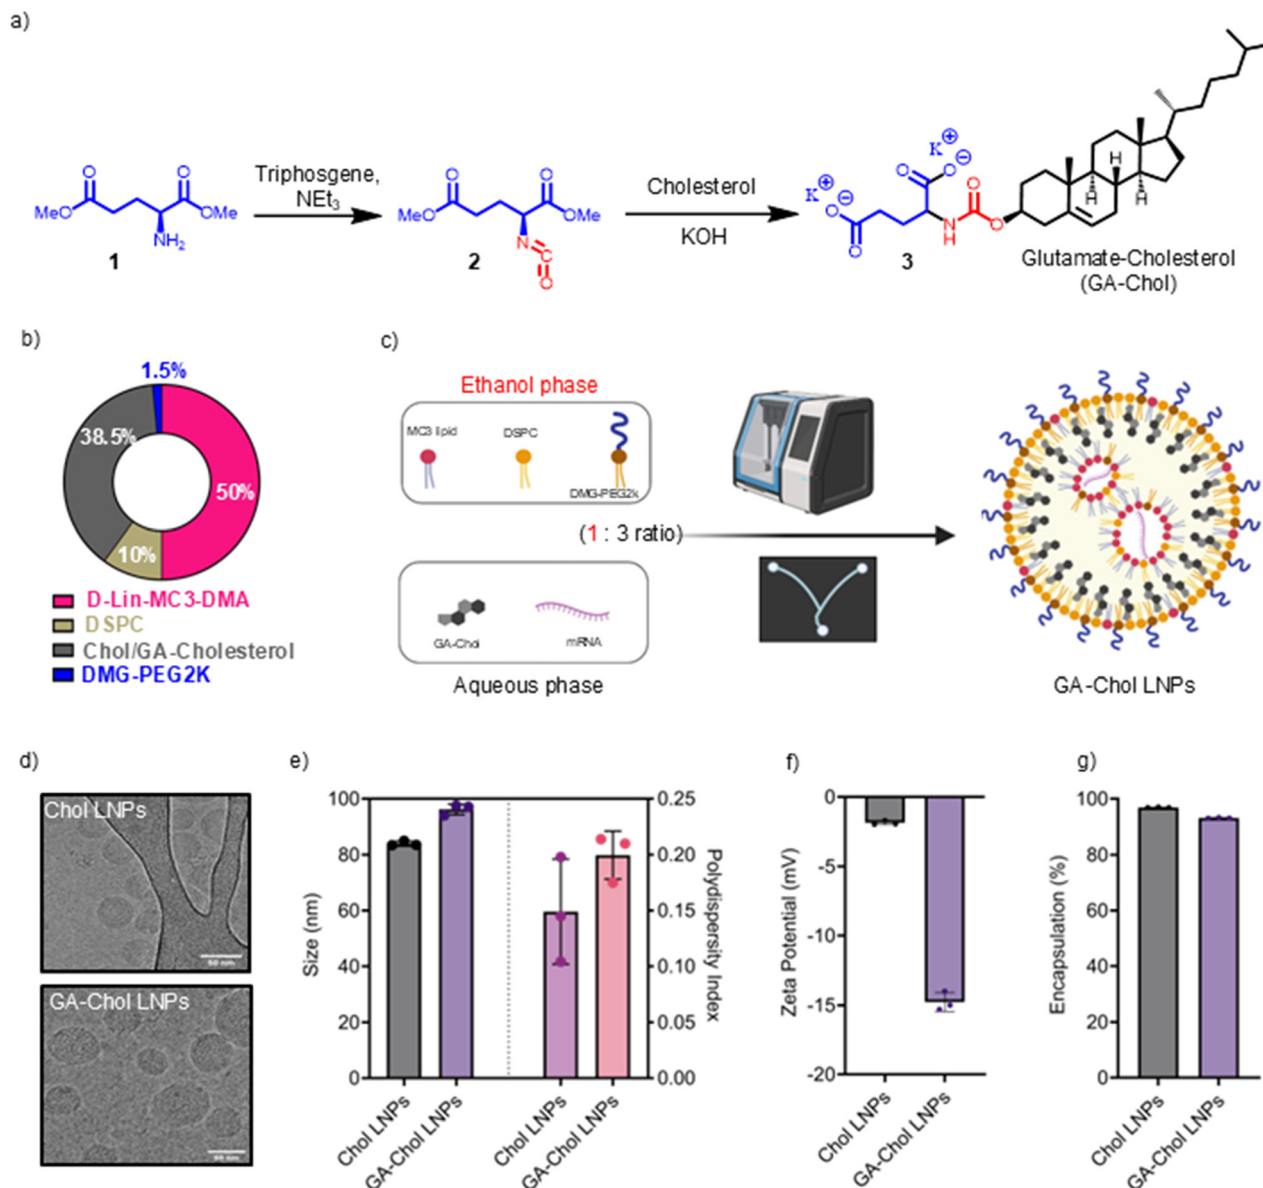 a)
O
O
MeO
OMe
NH₂
1
Triphosgene,
NEt₃
O
O
MeO
OMe
N
C
O
2
Cholesterol
KOH
K⊕
O
O⊖
K⊕
O⊖
O
N
H
O
O
H
H
H
3
Glutamate-Cholesterol
(GA-Chol)
b)
1.5%
38.5%
50%
10%
D-Lin-MC3-DMA
DSPC
Chol/GA-Cholesterol
DMG-PEG2K
c)
Ethanol phase
MC3 lipid
DSPC
DMG-PEG2k
(1 : 3 ratio)
GA-Chol
mRNA
Aqueous phase
GA-Chol LNPs
d)
Chol LNPs
50 nm
GA-Chol LNPs
50 nm
e)
Size (nm)
100
80
60
40
20
0
0.25
0.20
0.15
0.10
0.05
0.00
Polydispersity Index
Chol LNPs
GA-Chol LNPs
Chol LNPs
GA-Chol LNPs
f)
Zeta Potential (mV)
0
-5
-10
-15
-20
Chol LNPs
GA-Chol LNPs
g)
Encapsulation (%)
100
80
60
40
20
0
Chol LNPs
GA-Chol LNPs